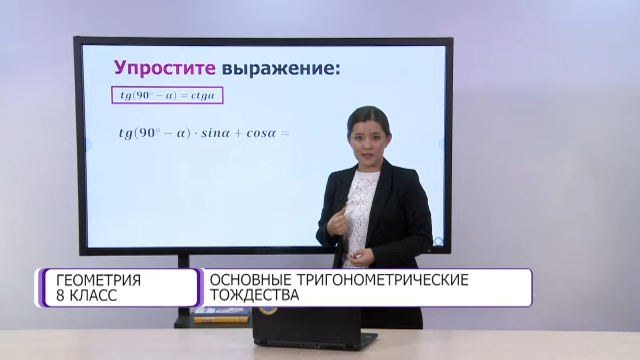 Упростите выражение:
tg(90° − α) = ctgα
tg(90° − α) · sinα + cosα =
ГЕОМЕТРИЯ
8 КЛАСС
ОСНОВНЫЕ ТРИГОНОМЕТРИЧЕСКИЕ
ТОЖДЕСТВА